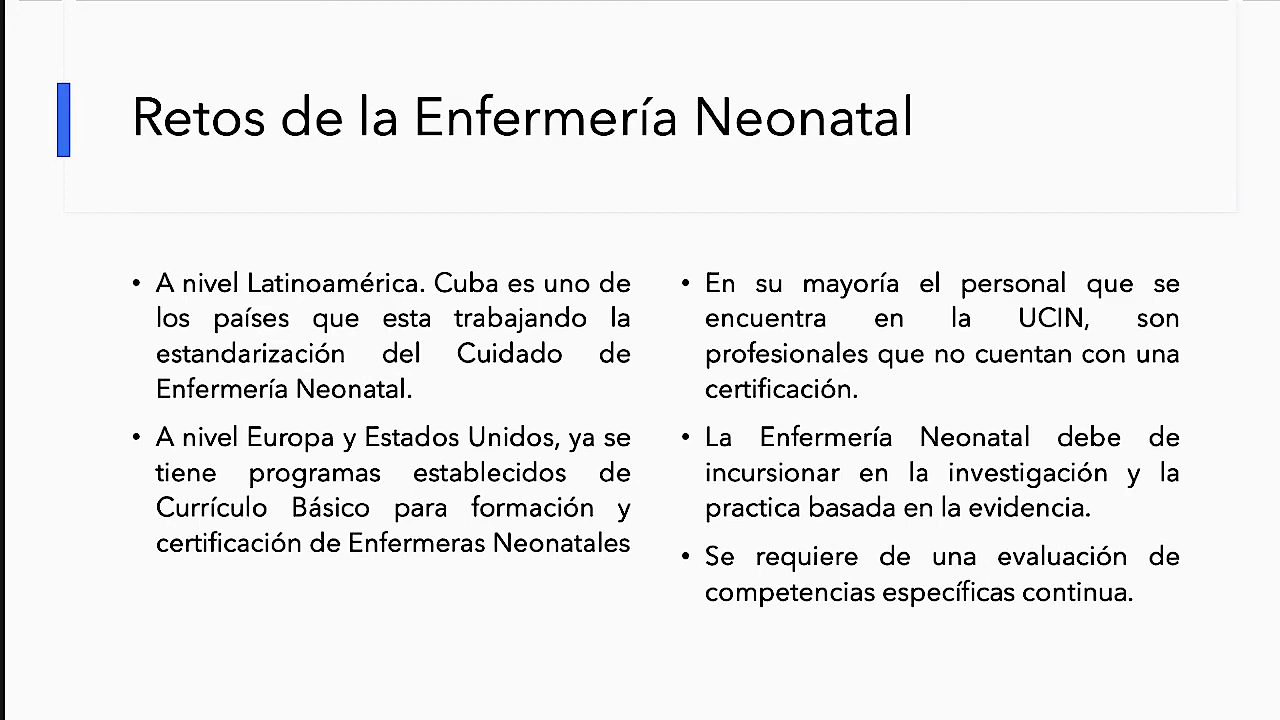 Retos de la Enfermería Neonatal
• A nivel Latinoamérica. Cuba es uno de
los países que esta trabajando la
estandarización del Cuidado de
Enfermería Neonatal.
• A nivel Europa y Estados Unidos, ya se
tiene programas establecidos de
Currículo Básico para formación y
certificación de Enfermeras Neonatales
• En su mayoría el personal que se
encuentra en la UCIN, son
profesionales que no cuentan con una
certificación.
• La Enfermería Neonatal debe de
incursionar en la investigación y la
practica basada en la evidencia.
• Se requiere de una evaluación de
competencias específicas continua.